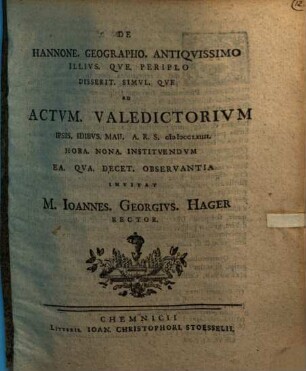 DE
HANNONE. GEOGRAPHO. ANTIQVISSIMO
ILLIVS. QVE. PERIPLO
DISSERIT. SIMVL. QVE
AD
ACTVM. VALEDICTORIVM
IPSIS. IDIBVS. MAII. A. E. S.
HORA. NONA. INSTITVENDVM
EA. QVA. DECET. OBSERVANTIA
INVITAT
M. IOANNES. GEORGIVS. HAGER
RECTOR.
CHEMNICII
LITTERIS. IOAN. CHRISTOPHORI. STOESSELII.